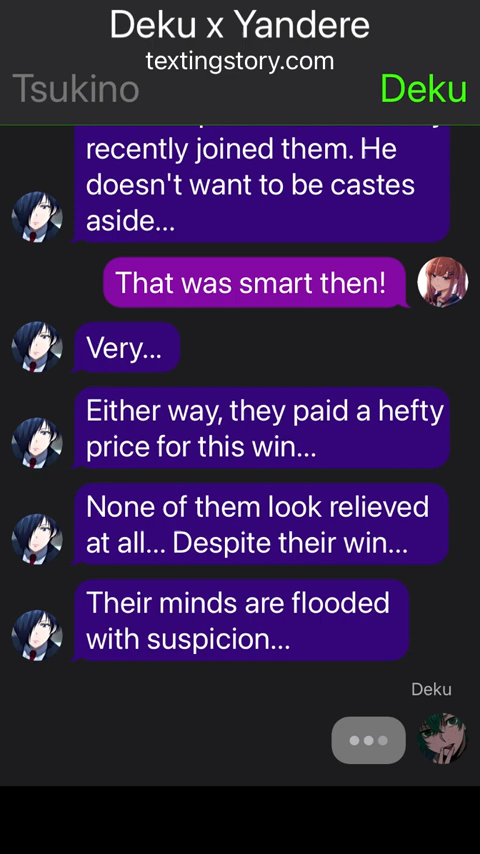 Deku x Yandere
textingstory.com
Tsukino
Deku
recently joined them. He
doesn't want to be castes
aside...
That was smart then!
Very...
Either way, they paid a hefty
price for this win...
None of them look relieved
at all... Despite their win...
Their minds are flooded
with suspicion...
Deku